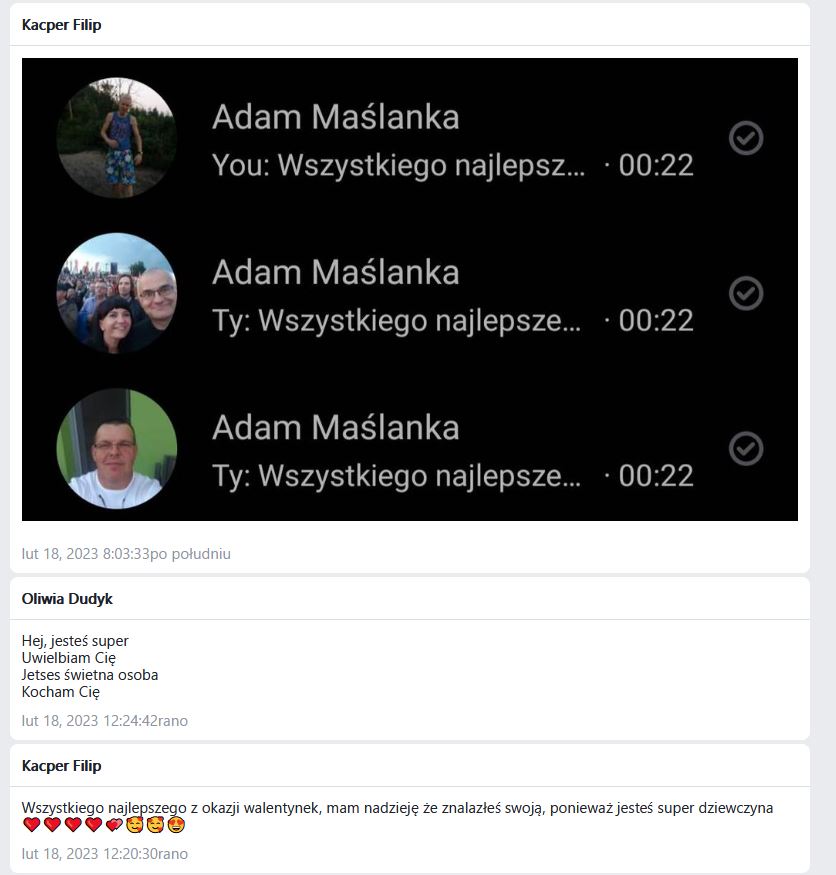 Kacper Filip
Adam Maślanka
You: Wszystkiego najlepsz... · 00:22
Adam Maślanka
Ty: Wszystkiego najlepsze... · 00:22
Adam Maślanka
Ty: Wszystkiego najlepsze... · 00:22
lut 18, 2023 8:03:33po południu
Oliwia Dudyk
Hej, jesteś super
Uwielbiam Cię
Jetses świetna osoba
Kocham Cię
lut 18, 2023 12:24:42rano
Kacper Filip
Wszystkiego najlepszego z okazji walentynek, mam nadzieję że znalazłeś swoją, ponieważ jesteś super dziewczyna
❤❤❤❤💕🥰🥰😍
lut 18, 2023 12:20:30rano